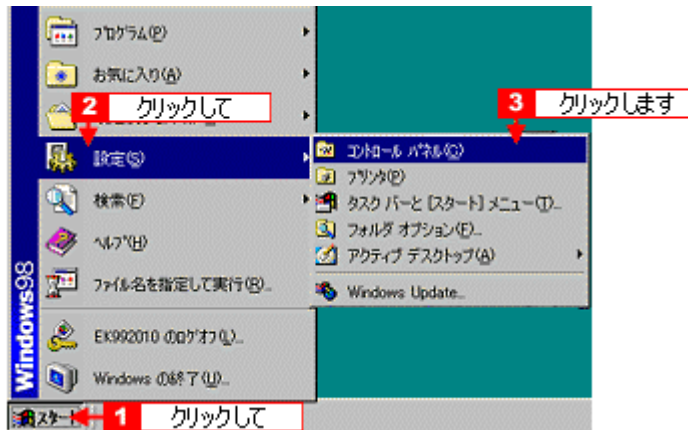 プログラム(P)
お気に入り(A)
2 クリックして
設定(S)
検索(F)
ヘルプ(H)
ファイル名を指定して実行(R)...
EK992010 のログオフ(L)...
Windows の終了(U)...
Windows98
スタート
1 クリックして
3 クリックします
コントロール パネル(C)
プリンタ(P)
タスク バーと [スタート] メニュー(T)...
フォルダ オプション(F)...
アクティブ デスクトップ(A)
Windows Update...